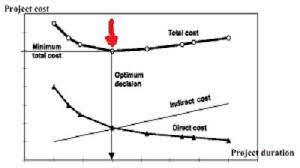 Project cost
Total cost
Minimum
total cost
Optimum
decision
Indirect cost
Direct cost
Project duration